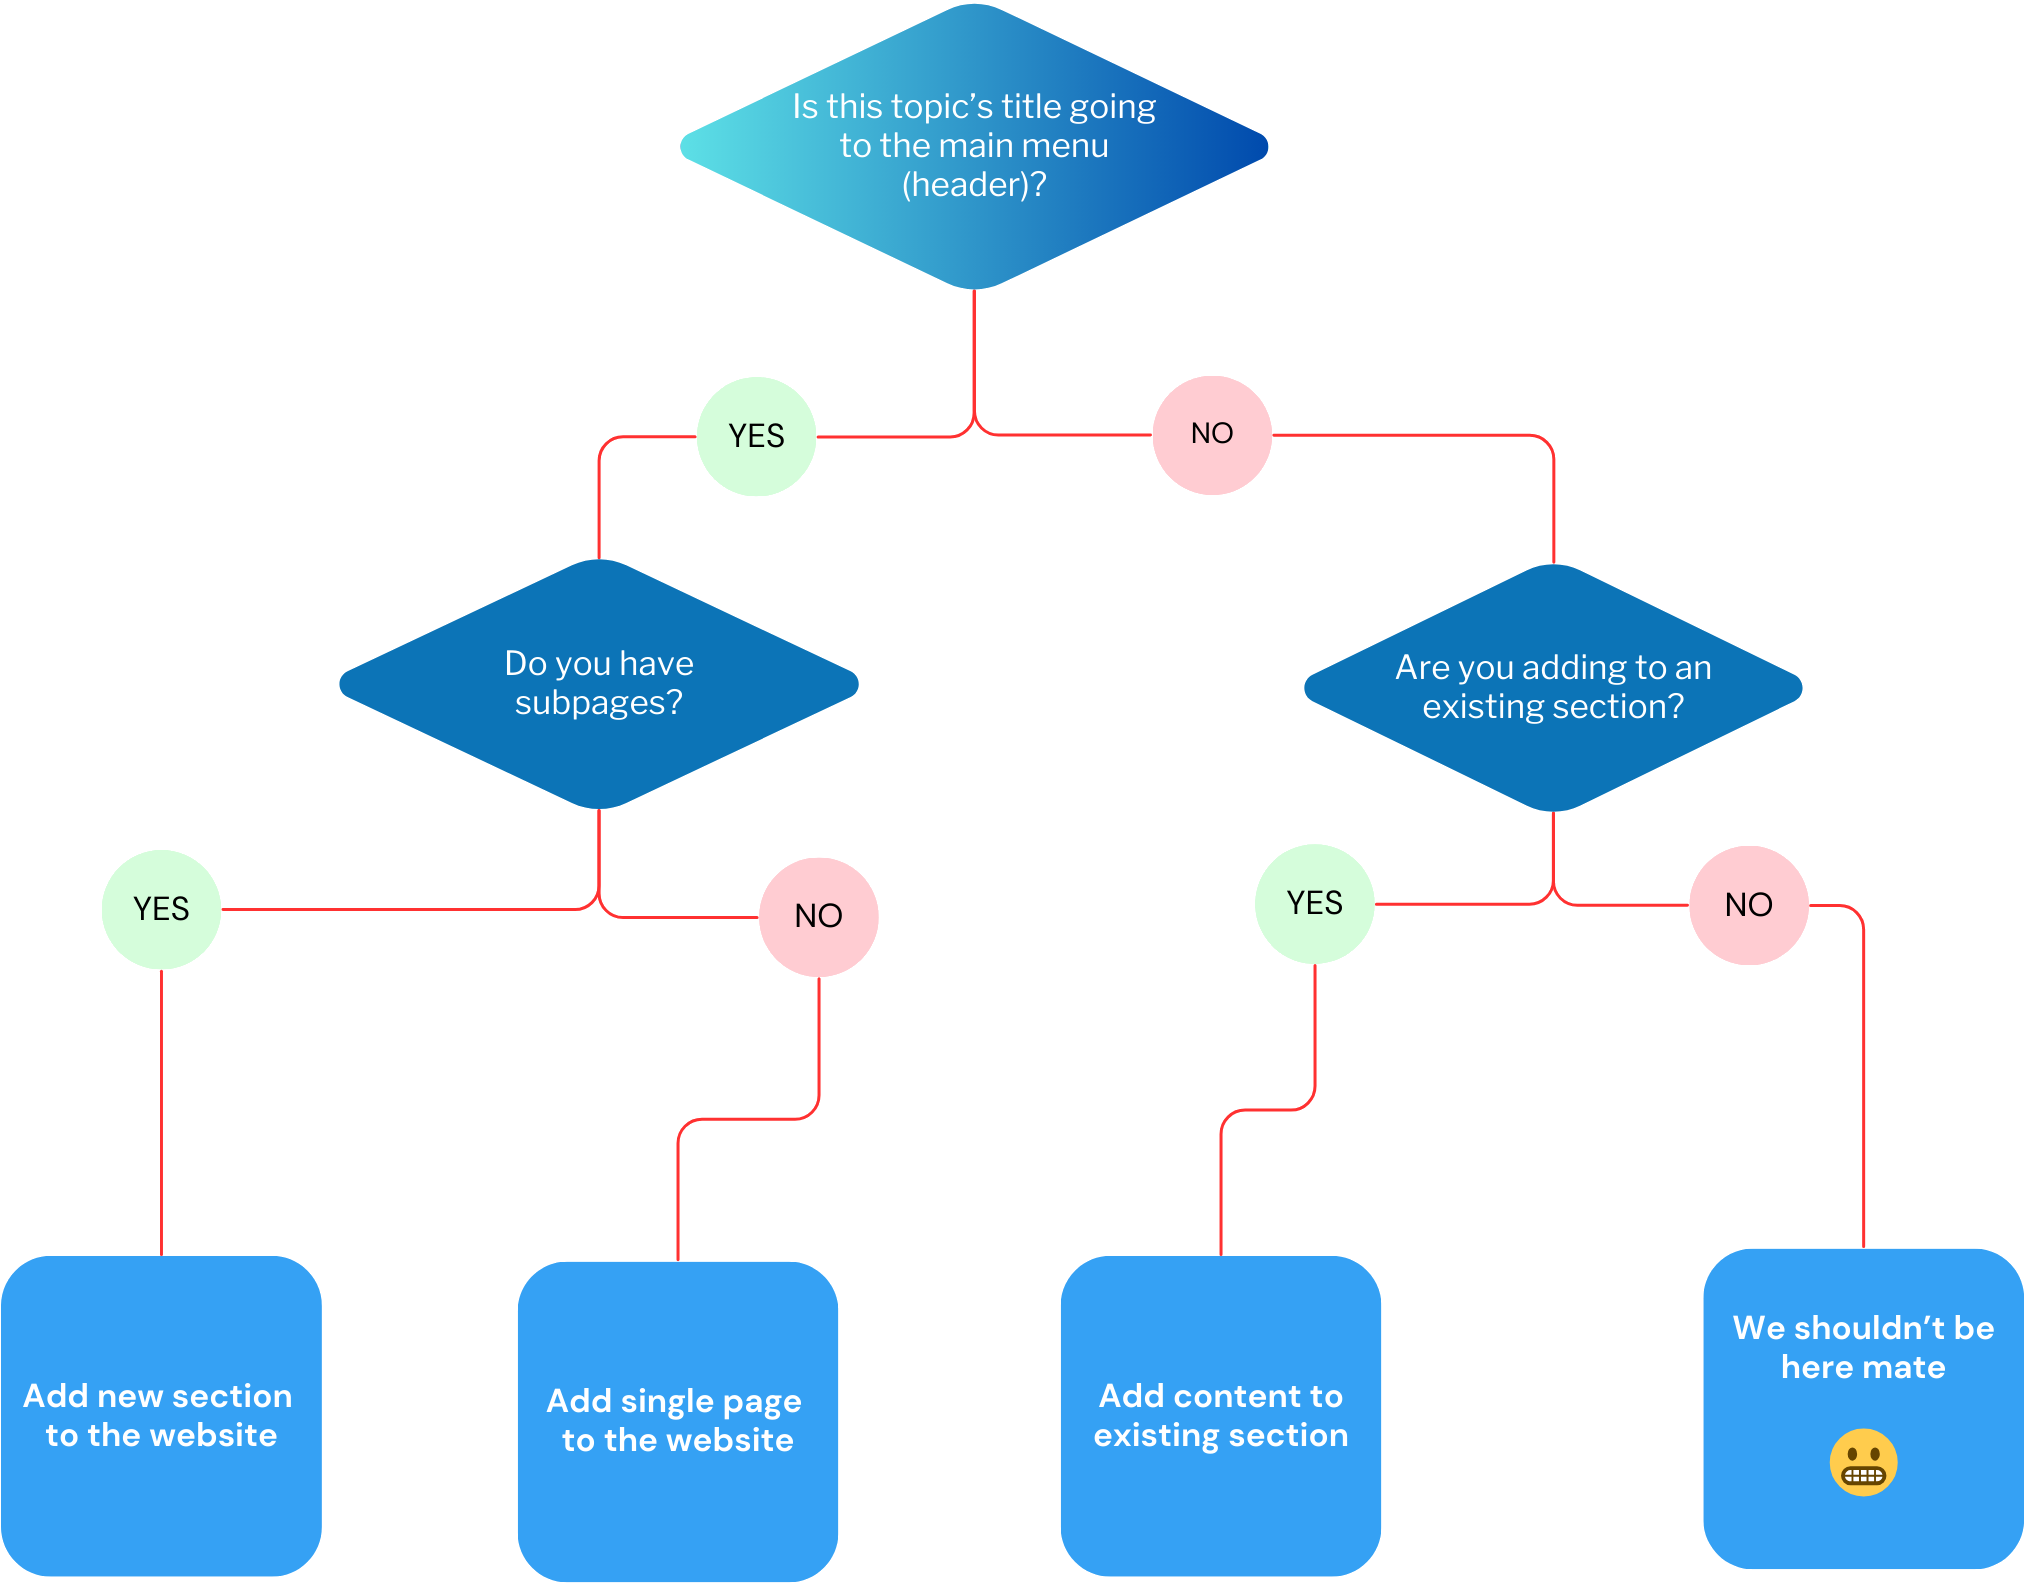 Is this topic’s title going
to the main menu
(header)?
YES
NO
Do you have
subpages?
Are you adding to an
existing section?
YES
NO
YES
NO
Add new section
to the website
Add single page
to the website
Add content to
existing section
We shouldn’t be
here mate